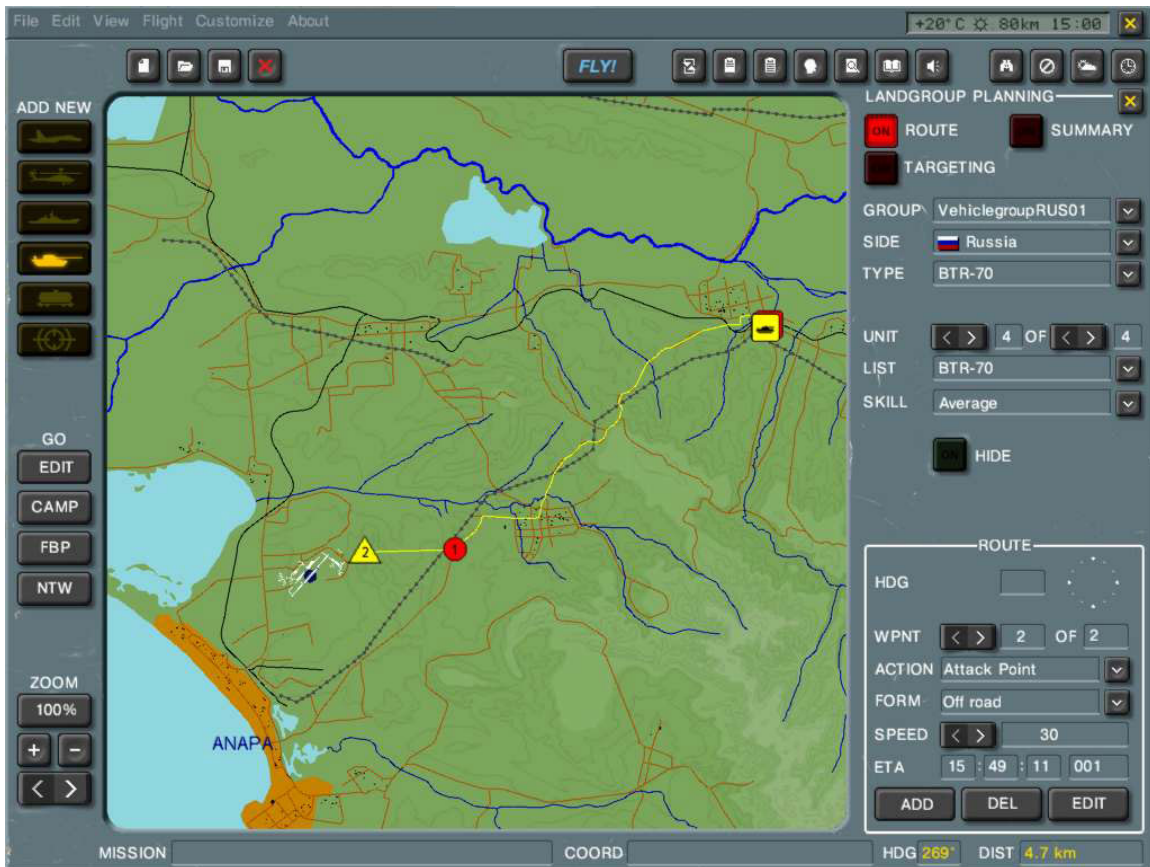 File Edit View Flight Customize About
+20°C ☼ 80km 15:00
FLY!
ADD NEW
GO
EDIT
CAMP
FBP
NTW
ZOOM
100%
+ -
< >
2
1
ANAPA
LANDGROUP PLANNING
ON ROUTE ON SUMMARY
ON TARGETING
GROUP VehiclegroupRUS01
SIDE Russia
TYPE BTR-70
UNIT < > 4 OF < > 4
LIST BTR-70
SKILL Average
ON HIDE
ROUTE
HDG
WPNT < > 2 OF 2
ACTION Attack Point
FORM Off road
SPEED < > 30
ETA 15 : 49 : 11 001
ADD DEL EDIT
MISSION COORD HDG 269° DIST 4.7 km